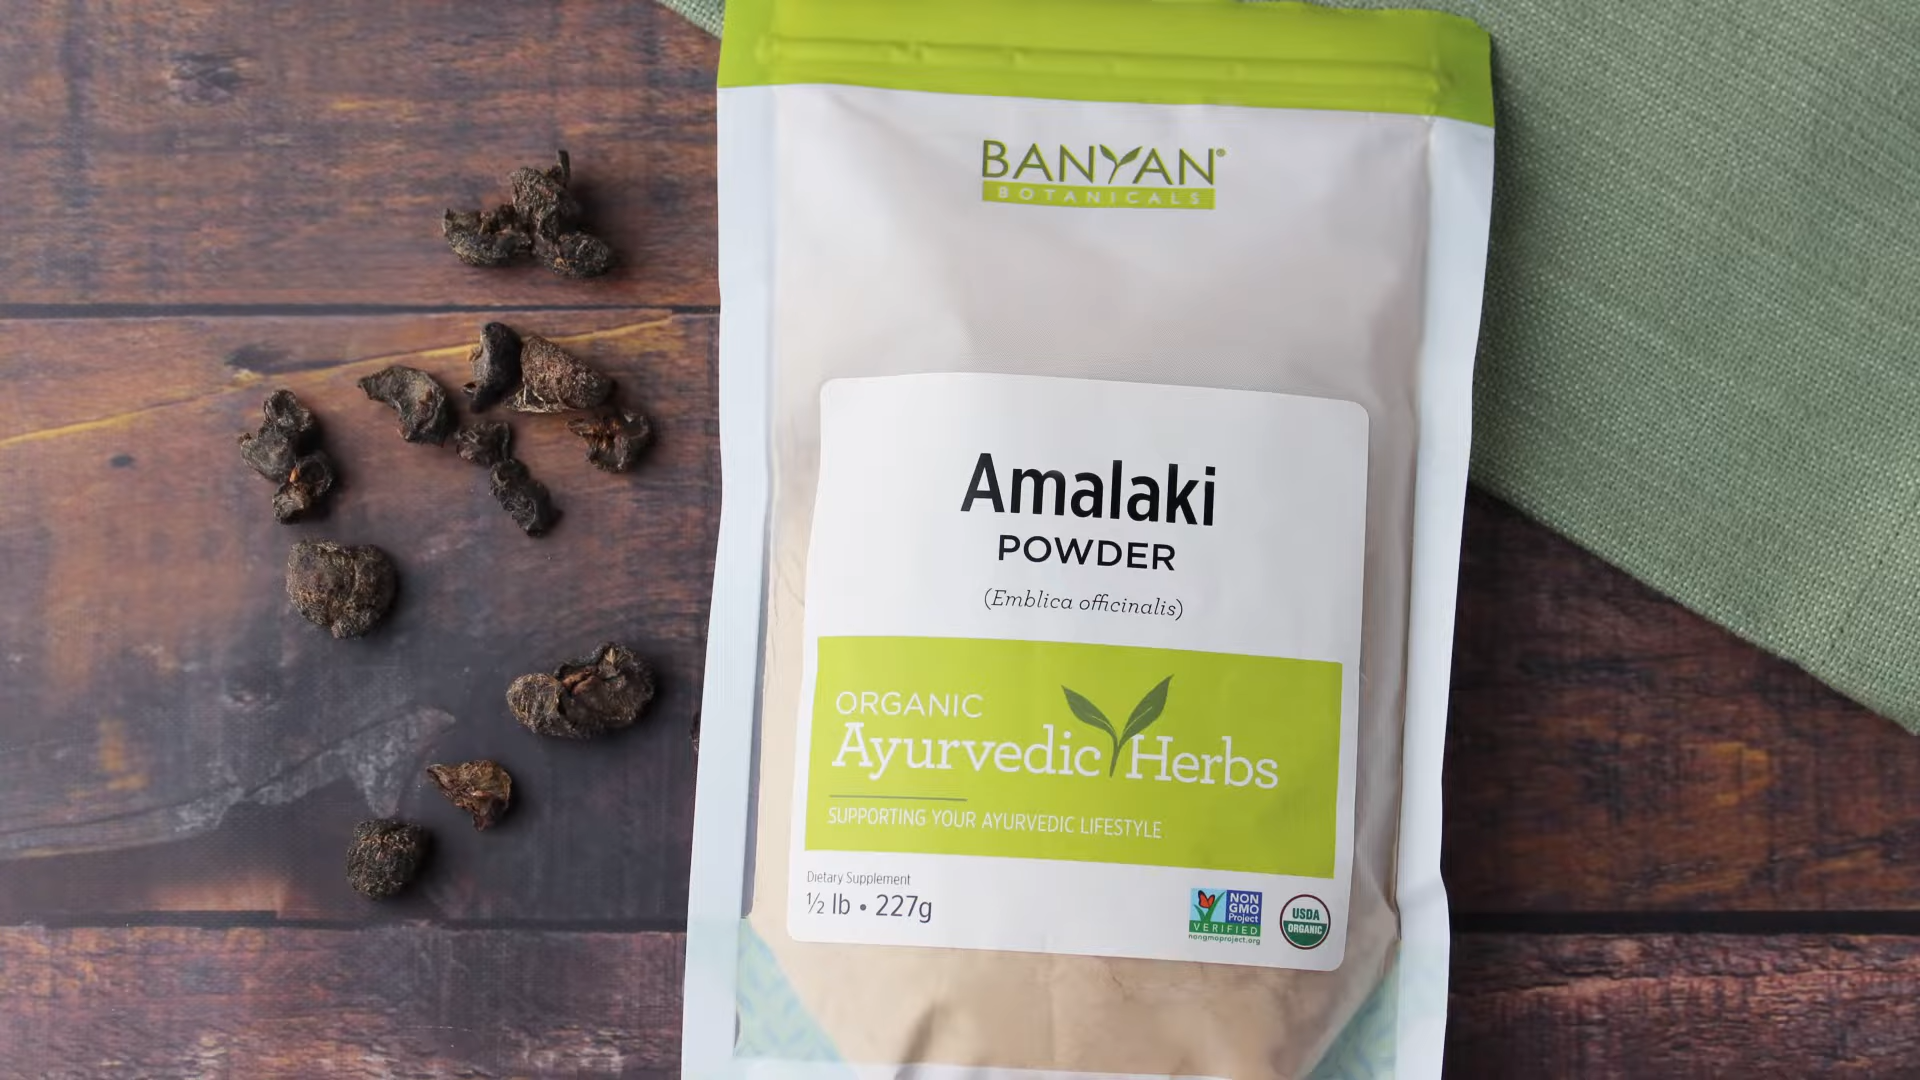 BANYAN®
BOTANICALS
Amalaki
POWDER
(Emblica officinalis)
ORGANIC
Ayurvedic Herbs
SUPPORTING YOUR AYURVEDIC LIFESTYLE
Dietary Supplement
½ lb • 227g
NON
GMO
Project
VERIFIED
nongmoproject.org
USDA
ORGANIC